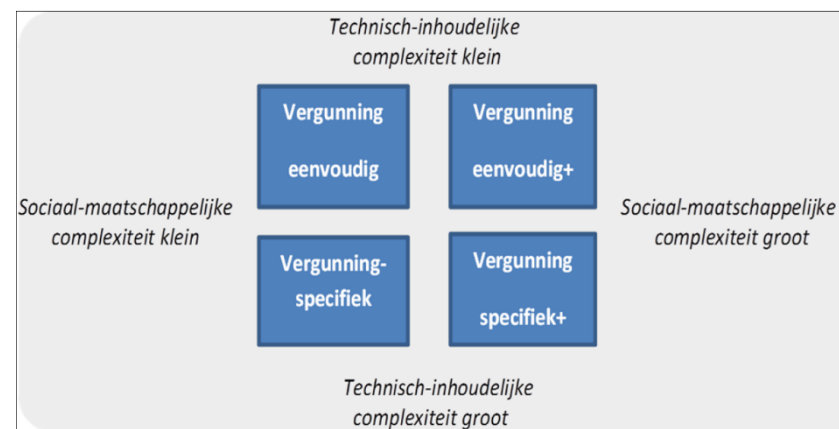 Technisch-inhoudelijke
complexiteit klein
Vergunning
eenvoudig
Vergunning
eenvoudig+
Sociaal-maatschappelijke
complexiteit klein
Sociaal-maatschappelijke
complexiteit groot
Vergunning-
specifiek
Vergunning
specifiek+
Technisch-inhoudelijke
complexiteit groot